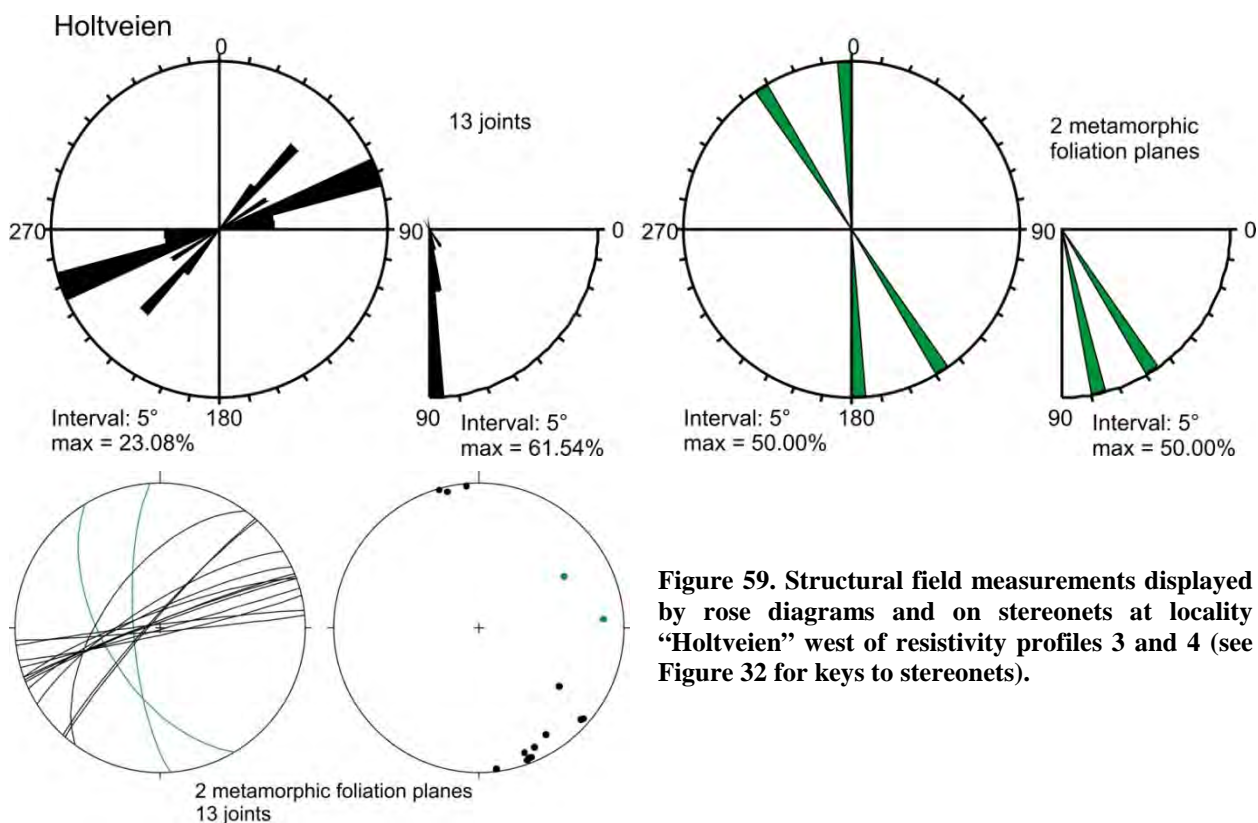 Holtveien
0
13 joints
270
90
0
180
90
Interval: 5°
max = 23.08%
Interval: 5°
max = 61.54%
0
2 metamorphic
foliation planes
270
90
0
180
90
Interval: 5°
max = 50.00%
Interval: 5°
max = 50.00%
2 metamorphic foliation planes
13 joints
Figure 59. Structural field measurements displayed
by rose diagrams and on stereonets at locality
“Holtveien” west of resistivity profiles 3 and 4 (see
Figure 32 for keys to stereonets).